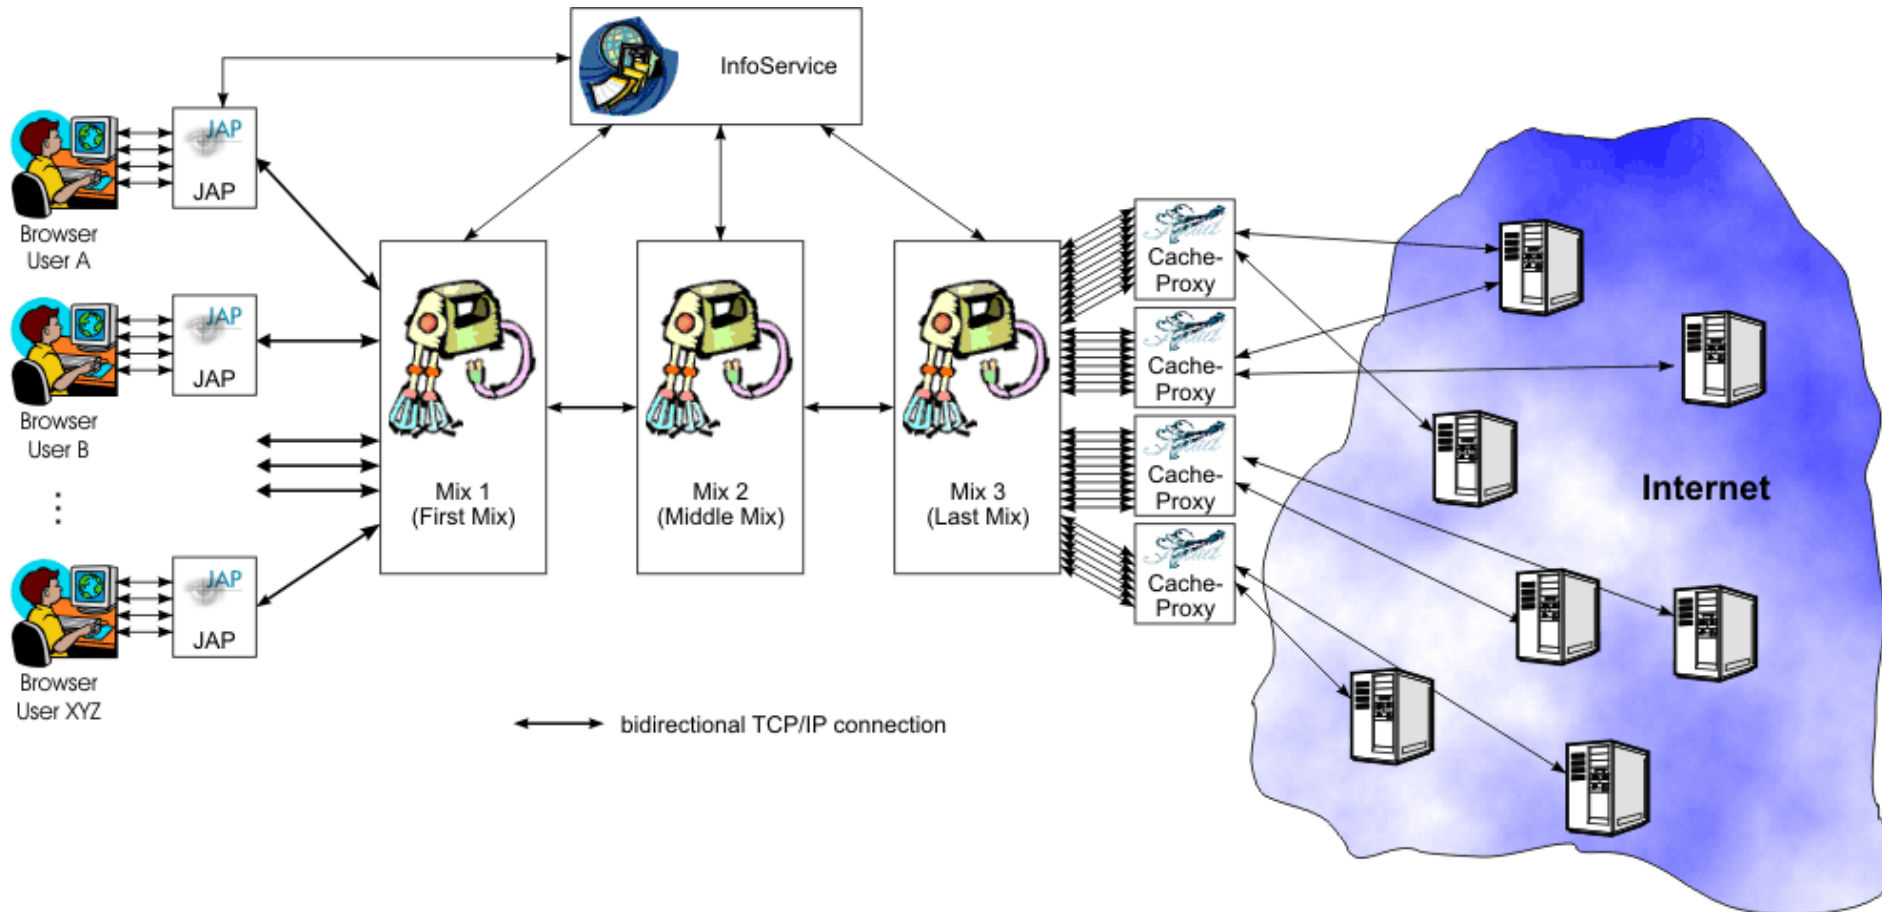 InfoService
JAP
JAP
Browser
User A
JAP
JAP
Browser
User B
JAP
JAP
Browser
User XYZ
Mix 1
(First Mix)
Mix 2
(Middle Mix)
Mix 3
(Last Mix)
Cache-
Proxy
Cache-
Proxy
Cache-
Proxy
Cache-
Proxy
Internet
bidirectional TCP/IP connection